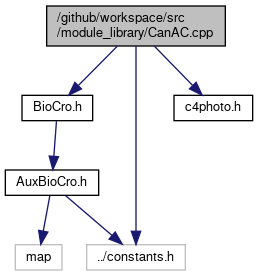 /github/workspace/src
/module_library/CanAC.cpp
BioCro.h
c4photo.h
AuxBioCro.h
map
../constants.h